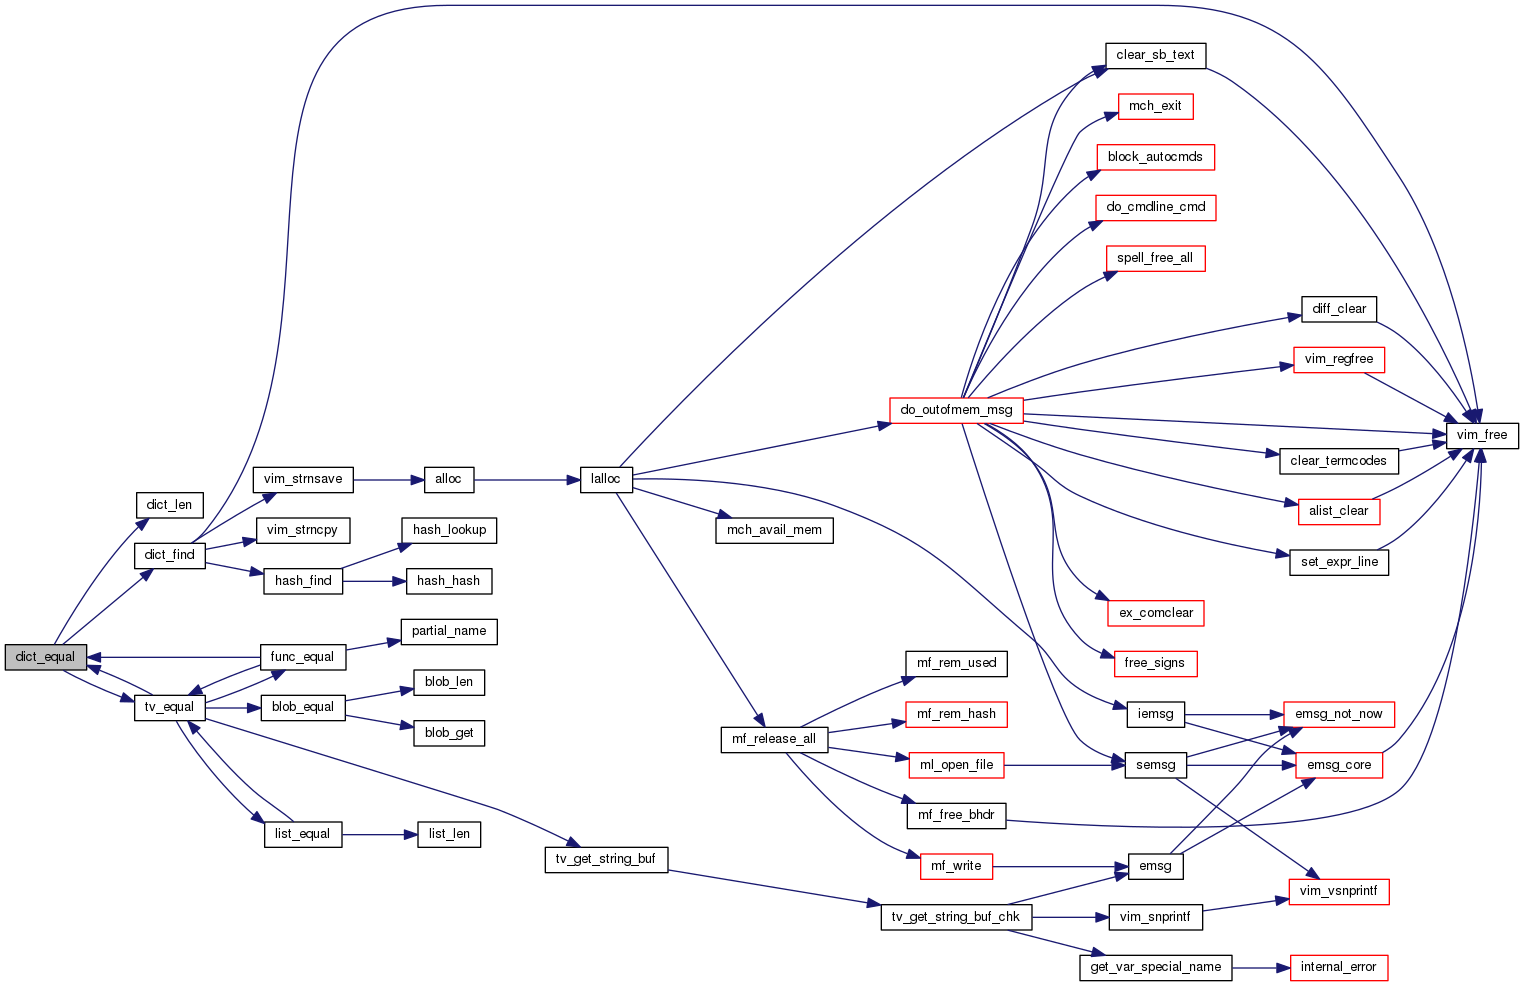 clear_sb_text
mch_exit
block_autocmds
do_cmdline_cmd
spell_free_all
diff_clear
vim_regfree
do_outofmem_msg
vim_free
clear_termcodes
vim_strnsave
alloc
lalloc
dict_len
alist_clear
vim_strncpy
hash_lookup
mch_avail_mem
dict_find
set_expr_line
hash_find
hash_hash
ex_comclear
partial_name
dict_equal
func_equal
mf_rem_used
free_signs
blob_len
tv_equal
blob_equal
mf_rem_hash
iemsg
emsg_not_now
blob_get
mf_release_all
ml_open_file
semsg
emsg_core
mf_free_bhdr
list_equal
list_len
tv_get_string_buf
mf_write
emsg
vim_vsnprintf
tv_get_string_buf_chk
vim_snprintf
get_var_special_name
internal_error